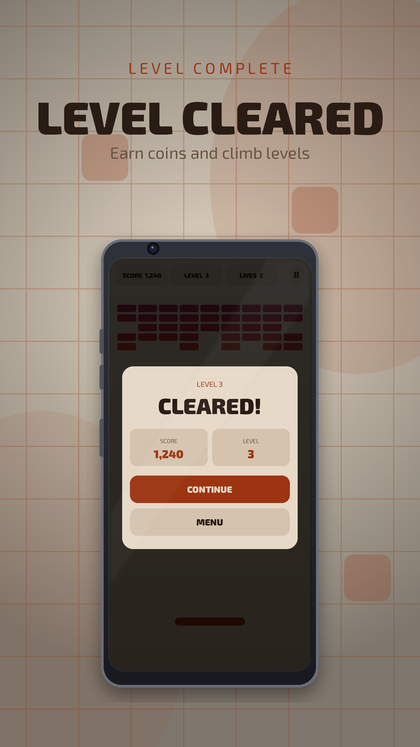 LEVEL COMPLETE
LEVEL CLEARED
Earn coins and climb levels
SCORE 1,240 LEVEL 3 LIVES 3
LEVEL 3
CLEARED!
SCORE LEVEL
1,240 3
CONTINUE
MENU